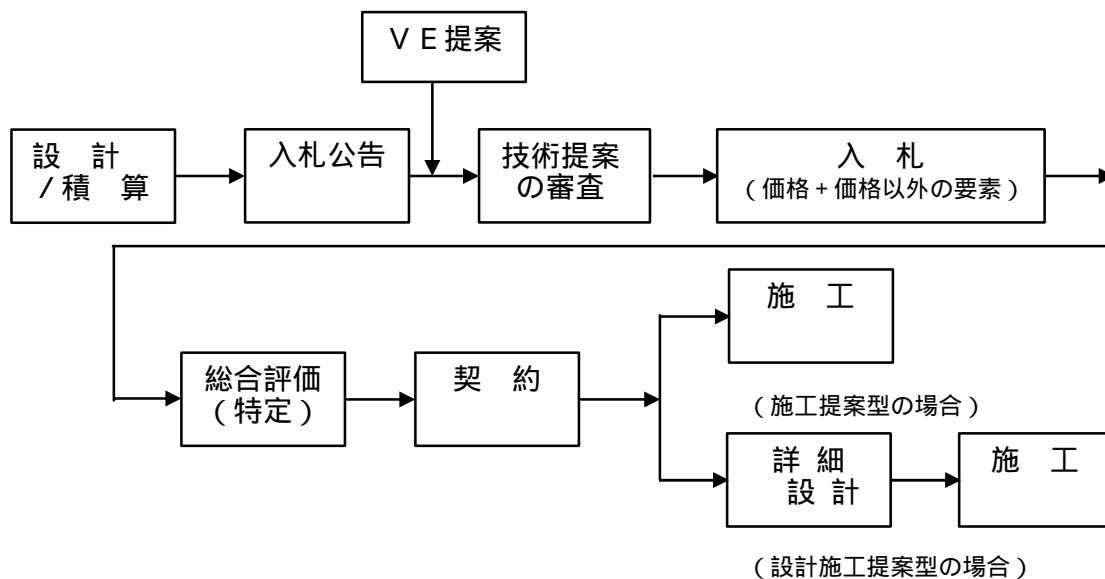 ＶＥ提案
設　計
/積　算
入札公告
技術提案
の審査
入　札
（価格＋価格以外の要素）
総合評価
（特定）
契　約
施　工
（施工提案型の場合）
詳 細
設 計
施　工
（設計施工提案型の場合）